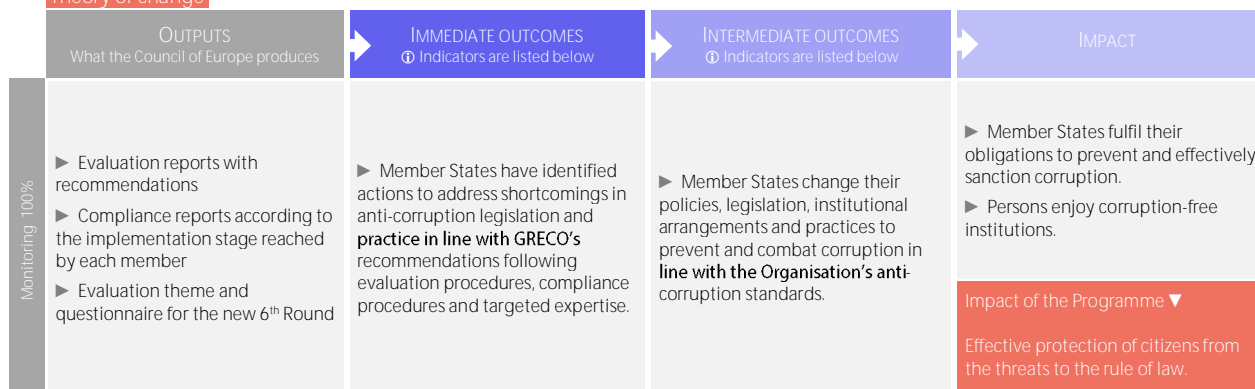 Theory of change
OUTPUTS
What the Council of Europe produces
IMMEDIATE OUTCOMES
🛈 Indicators are listed below
INTERMEDIATE OUTCOMES
🛈 Indicators are listed below
IMPACT
Monitoring 100%
► Evaluation reports with
recommendations
► Compliance reports according to
the implementation stage reached
by each member
► Evaluation theme and
questionnaire for the new 6th Round
► Member States have identified
actions to address shortcomings in
anti-corruption legislation and
practice in line with GRECO's
recommendations following
evaluation procedures, compliance
procedures and targeted expertise.
► Member States change their
policies, legislation, institutional
arrangements and practices to
prevent and combat corruption in
line with the Organisation's anti-
corruption standards.
► Member States fulfil their
obligations to prevent and effectively
sanction corruption.
► Persons enjoy corruption-free
institutions.
Impact of the Programme ▼
Effective protection of citizens from
the threats to the rule of law.